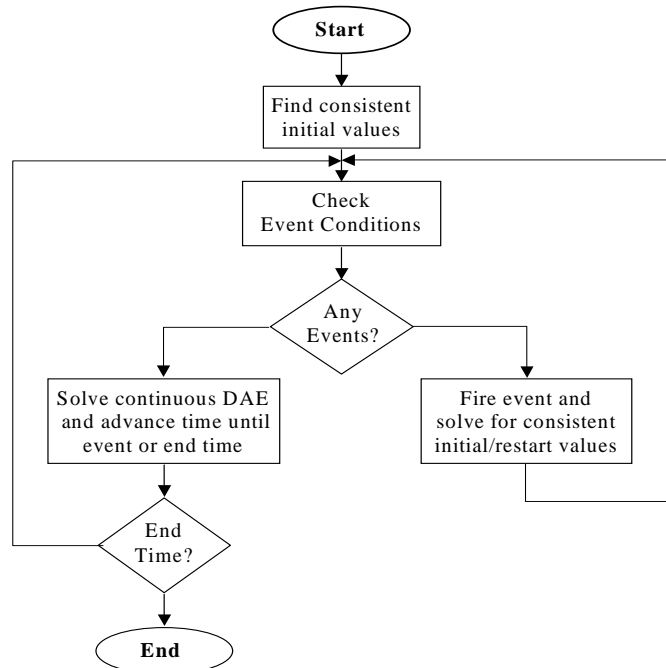 Start
Find consistent
initial values
Check
Event Conditions
Any
Events?
Solve continuous DAE
and advance time until
event or end time
Fire event and
solve for consistent
initial/restart values
End
Time?
End